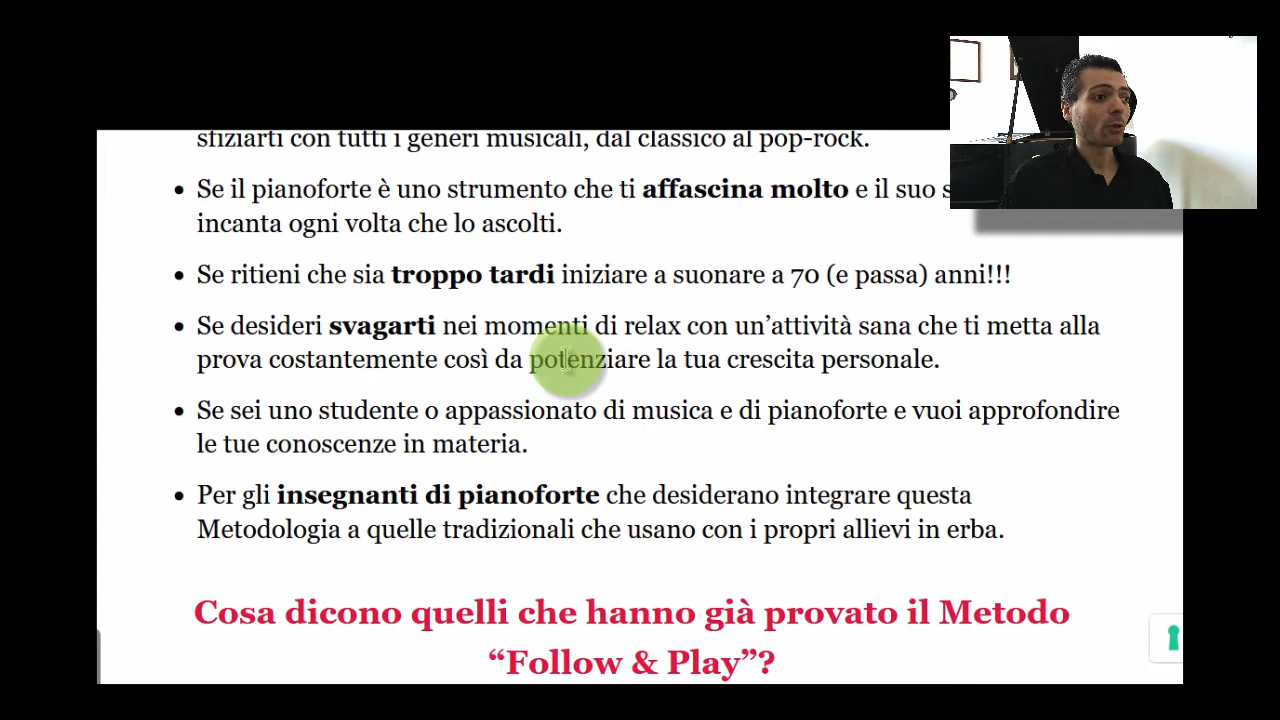 sfiziarti con tutti i generi musicali, dal classico al pop-rock.
• Se il pianoforte è uno strumento che ti affascina molto e il suo
incanta ogni volta che lo ascolti.
• Se ritieni che sia troppo tardi iniziare a suonare a 70 (e passa) anni!!!
• Se desideri svagarti nei momenti di relax con un’attività sana che ti metta alla
prova costantemente così da potenziare la tua crescita personale.
• Se sei uno studente o appassionato di musica e di pianoforte e vuoi approfondire
le tue conoscenze in materia.
• Per gli insegnanti di pianoforte che desiderano integrare questa
Metodologia a quelle tradizionali che usano con i propri allievi in erba.
Cosa dicono quelli che hanno già provato il Metodo
“Follow & Play”?